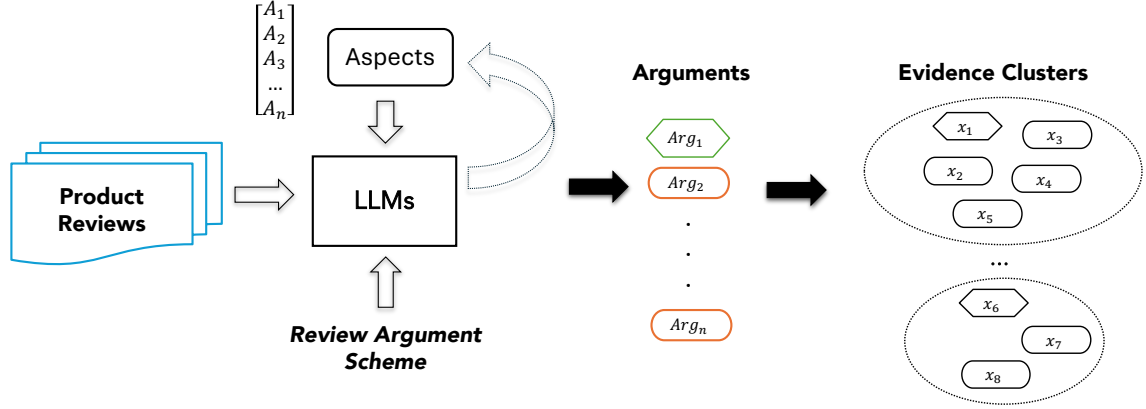 A₁
A₂
A₃
...
Aₙ
Aspects
Product
Reviews
LLMs
Review Argument
Scheme
Arguments
Arg₁
Arg₂
.
.
.
Argₙ
Evidence Clusters
x₁
x₃
x₂
x₄
x₅
...
x₆
x₇
x₈